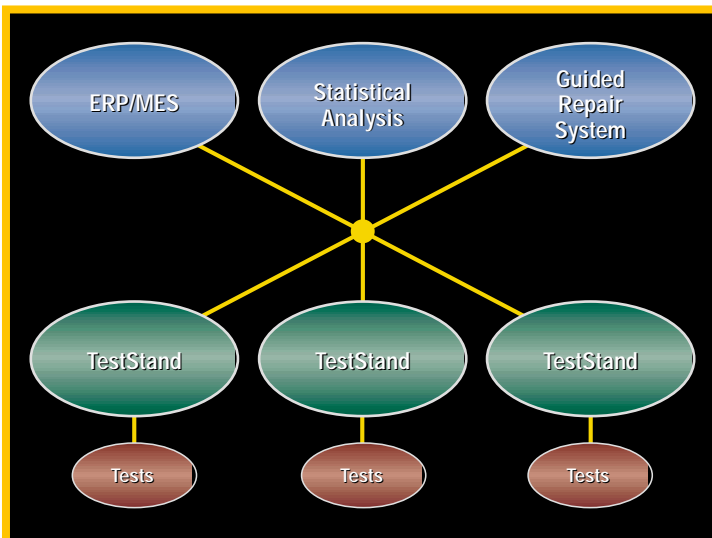 ERP/MES
Statistical
Analysis
Guided
Repair
System
TestStand
TestStand
TestStand
Tests
Tests
Tests